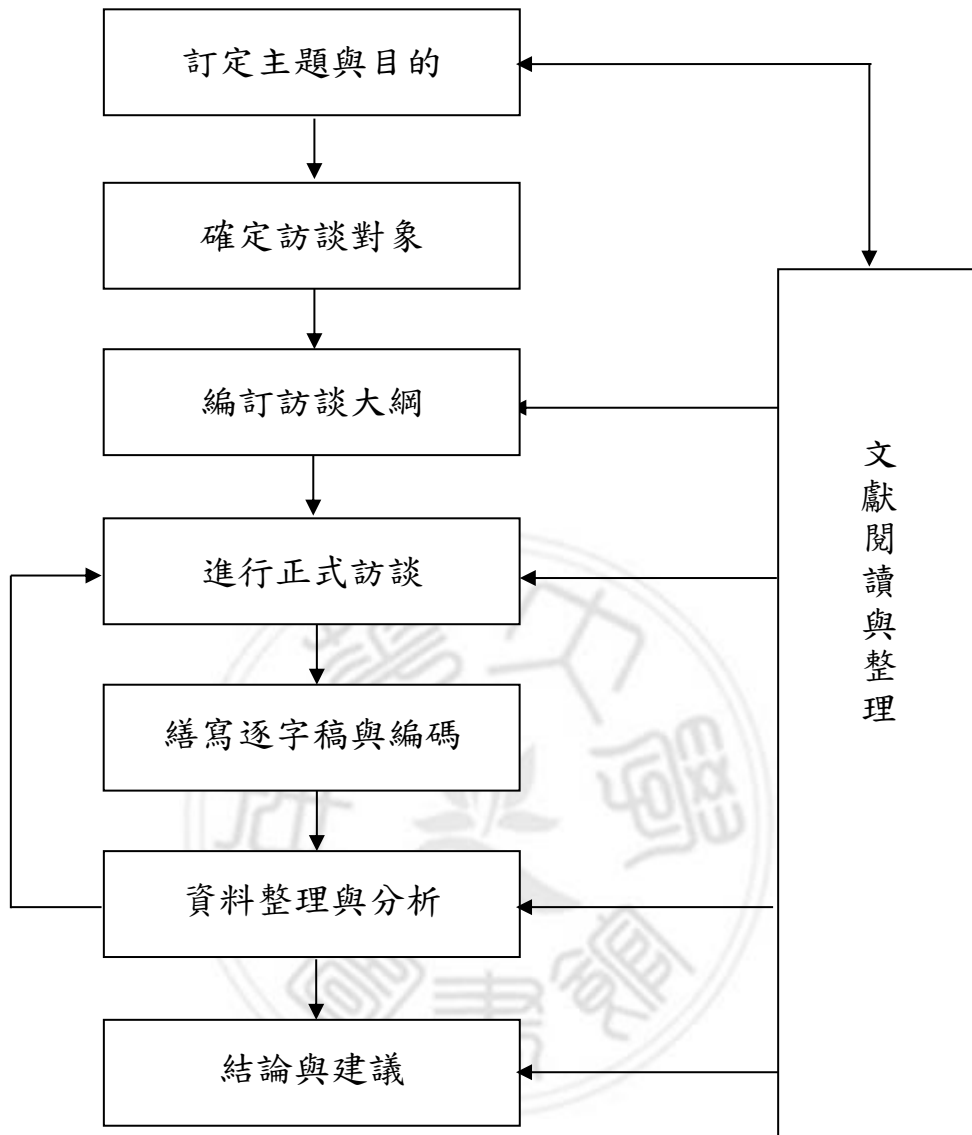 訂定主題與目的
確定訪談對象
編訂訪談大綱
進行正式訪談
繕寫逐字稿與編碼
資料整理與分析
結論與建議
文獻閱讀與整理